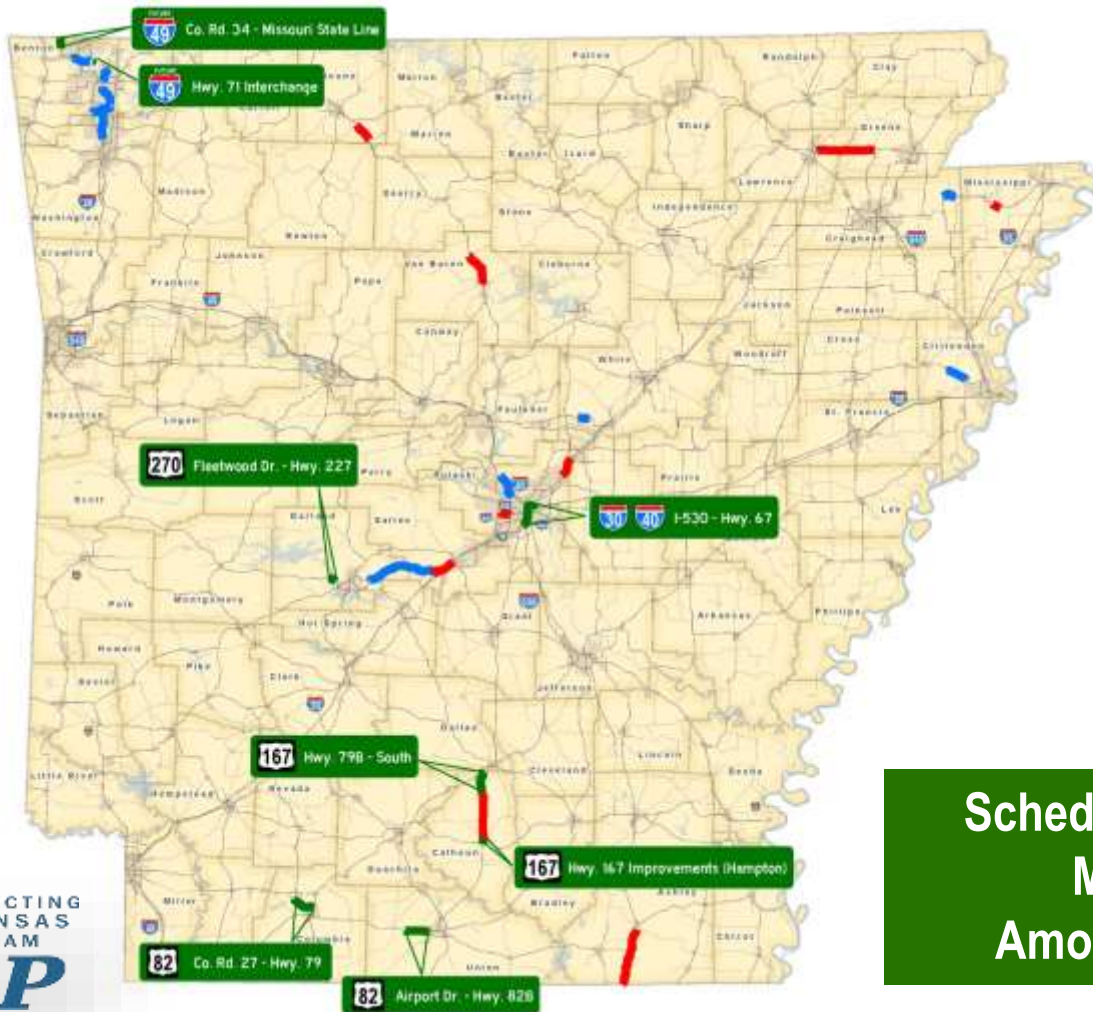 FUTURE 49 Co. Rd. 34 - Missouri State Line
FUTURE 49 Hwy. 71 Interchange
Benton
Marion
Fulton
Randolph
Clay
Baxter
Sharp
Greene
Marion
Baxter
Izard
Lawrence
Mississippi
Madison
Searcy
Washington
Newton
Stone
Independence
Craighead
Crawford
Johnson
Franklin
Van Buren
Cleburne
Pope
Jackson
Poinsett
Conway
Cross
Crittenden
White
Woodruff
Sebastian
Logan
Faulkner
St. Francis
270 Fleetwood Dr. - Hwy. 227
Perry
Pulaski
Prairie
Scott
Garland
Saline
30 40 I-530 - Hwy. 67
Lee
Polk
Montgomery
Grant
Arkansas
Phillips
Hot Spring
Howard
Pike
Clark
Jefferson
Sevier
Dallas
Lincoln
167 Hwy. 79B - South
Cleveland
Desha
Little River
Hempstead
Nevada
Sched
M
Amo
Calhoun
Ouachita
167 Hwy. 167 Improvements (Hampton)
Bradley
Ashley
Miller
Columbia
Chicot
CTING
NSAS
AM
P
82 Co. Rd. 27 - Hwy. 79
Union
82 Airport Dr. - Hwy. 82B